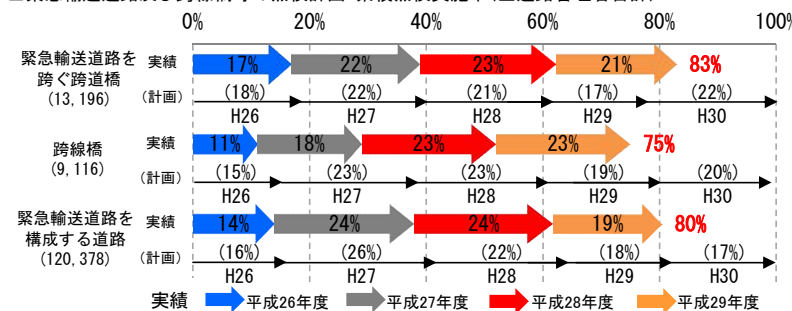 0% 20% 40% 60% 80% 100%
緊急輸送道路を
跨ぐ跨道橋
(13,196)
実績 17% 22% 23% 21% 83%
(計画) (18%) (22%) (21%) (17%) (22%)
H26 H27 H28 H29 H30
跨線橋
(9,116)
実績 11% 18% 23% 23% 75%
(計画) (15%) (23%) (23%) (19%) (20%)
H26 H27 H28 H29 H30
緊急輸送道路を
構成する道路
(120,378)
実績 14% 24% 24% 19% 80%
(計画) (16%) (26%) (22%) (18%) (17%)
H26 H27 H28 H29 H30
実績 平成26年度 平成27年度 平成28年度 平成29年度